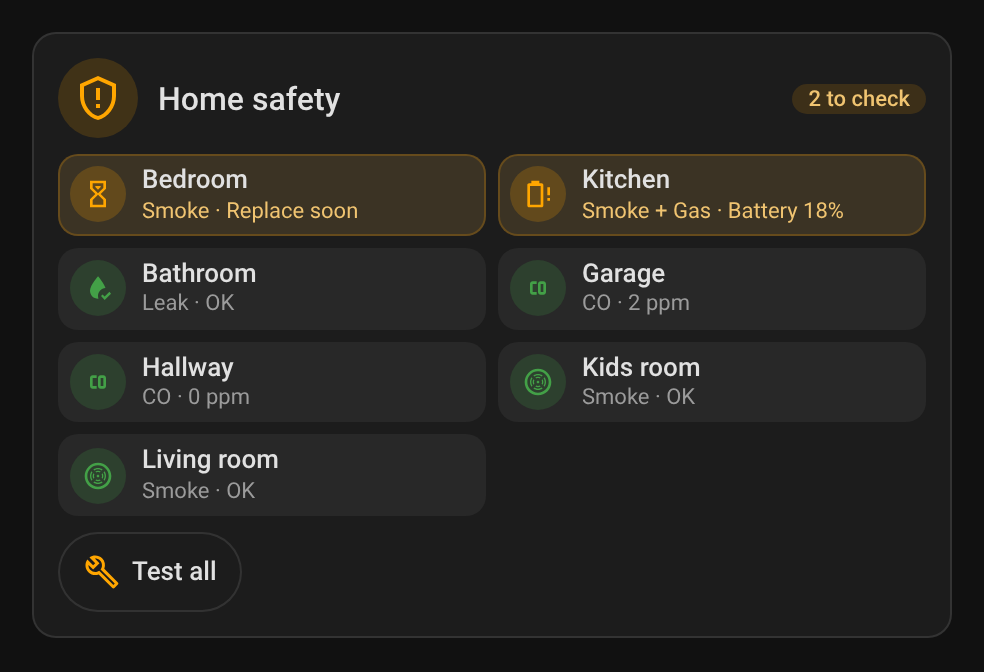 Home safety
2 to check
Bedroom
Smoke · Replace soon
Kitchen
Smoke + Gas · Battery 18%
Bathroom
Leak · OK
CO
Garage
CO · 2 ppm
CO
Hallway
CO · 0 ppm
Kids room
Smoke · OK
Living room
Smoke · OK
Test all